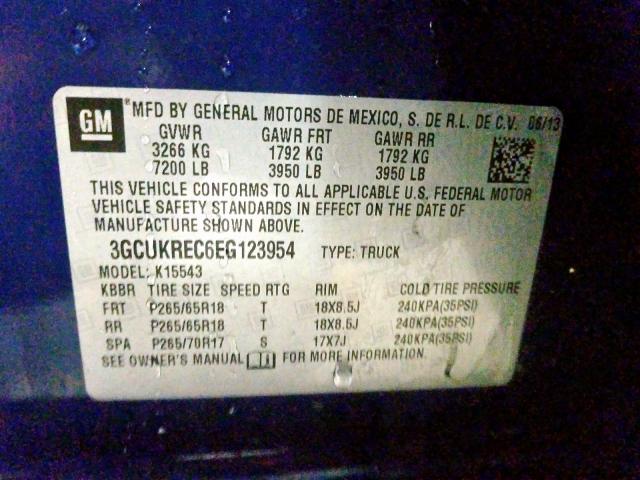 GM ®MFD BY GENERAL MOTORS DE MEXICO, S. DE R.L. DE C.V. 06/13
GVWR GAWR FRT GAWR RR
3266 KG 1792 KG 1792 KG
7200 LB 3950 LB 3950 LB
THIS VEHICLE CONFORMS TO ALL APPLICABLE U.S. FEDERAL MOTOR
VEHICLE SAFETY STANDARDS IN EFFECT ON THE DATE OF
MANUFACTURE SHOWN ABOVE.
3GCUKREC6EG123954 TYPE: TRUCK
MODEL: K15543
KBBR TIRE SIZE SPEED RTG RIM COLD TIRE PRESSURE
FRT P265/65R18 T 18X8.5J 240KPA(35PSI)
RR P265/65R18 T 18X8.5J 240KPA(35PSI)
SPA P265/70R17 S 17X7J 240KPA(35PSI)
SEE OWNER'S MANUAL FOR MORE INFORMATION.